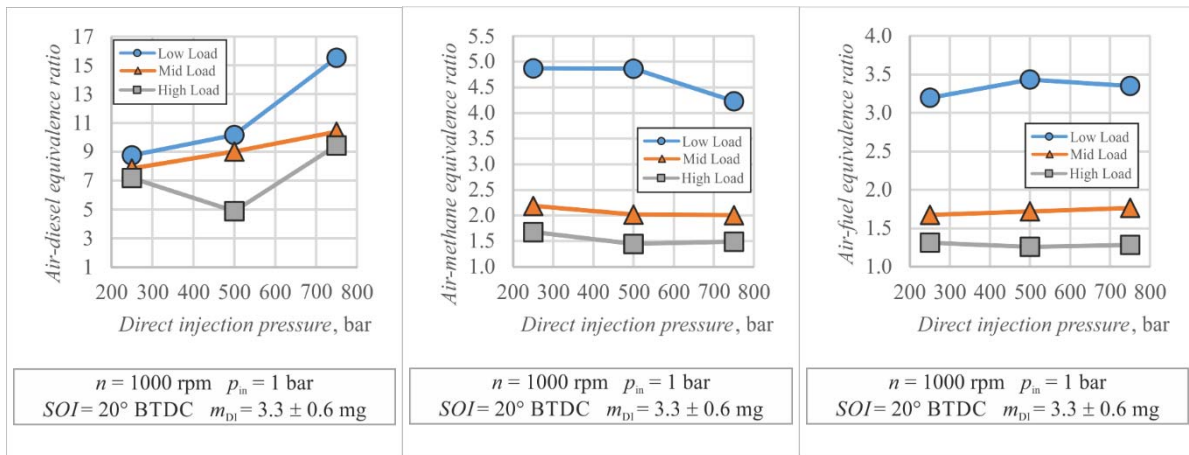 Air-diesel equivalence ratio
17
15
13
11
9
7
5
3
1
Low Load
Mid Load
High Load
200 300 400 500 600 700 800
Direct injection pressure, bar
n = 1000 rpm p_in = 1 bar
SOI = 20° BTDC m_DI = 3.3 ± 0.6 mg
Air-methane equivalence ratio
5.5
5.0
4.5
4.0
3.5
3.0
2.5
2.0
1.5
1.0
Low Load
Mid Load
High Load
200 300 400 500 600 700 800
Direct injection pressure, bar
n = 1000 rpm p_in = 1 bar
SOI = 20° BTDC m_DI = 3.3 ± 0.6 mg
Air-fuel equivalence ratio
4.0
3.5
3.0
2.5
2.0
1.5
1.0
Low Load
Mid Load
High Load
200 300 400 500 600 700 800
Direct injection pressure, bar
n = 1000 rpm p_in = 1 bar
SOI = 20° BTDC m_DI = 3.3 ± 0.6 mg